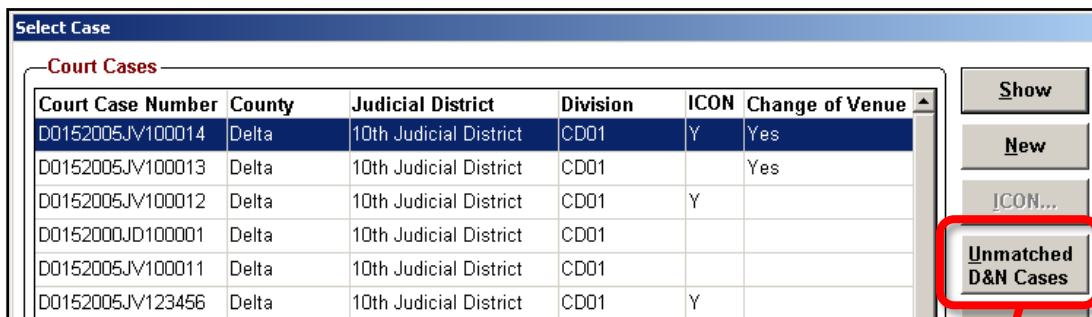 Select Case
Court Cases
Court Case Number County Judicial District Division ICON Change of Venue
D0152005JV100014 Delta 10th Judicial District CD01 Y Yes
D0152005JV100013 Delta 10th Judicial District CD01 Yes
D0152005JV100012 Delta 10th Judicial District CD01 Y
D0152000JD100001 Delta 10th Judicial District CD01
D0152005JV100011 Delta 10th Judicial District CD01
D0152005JV123456 Delta 10th Judicial District CD01 Y
Show
New
ICON...
Unmatched
D&N Cases